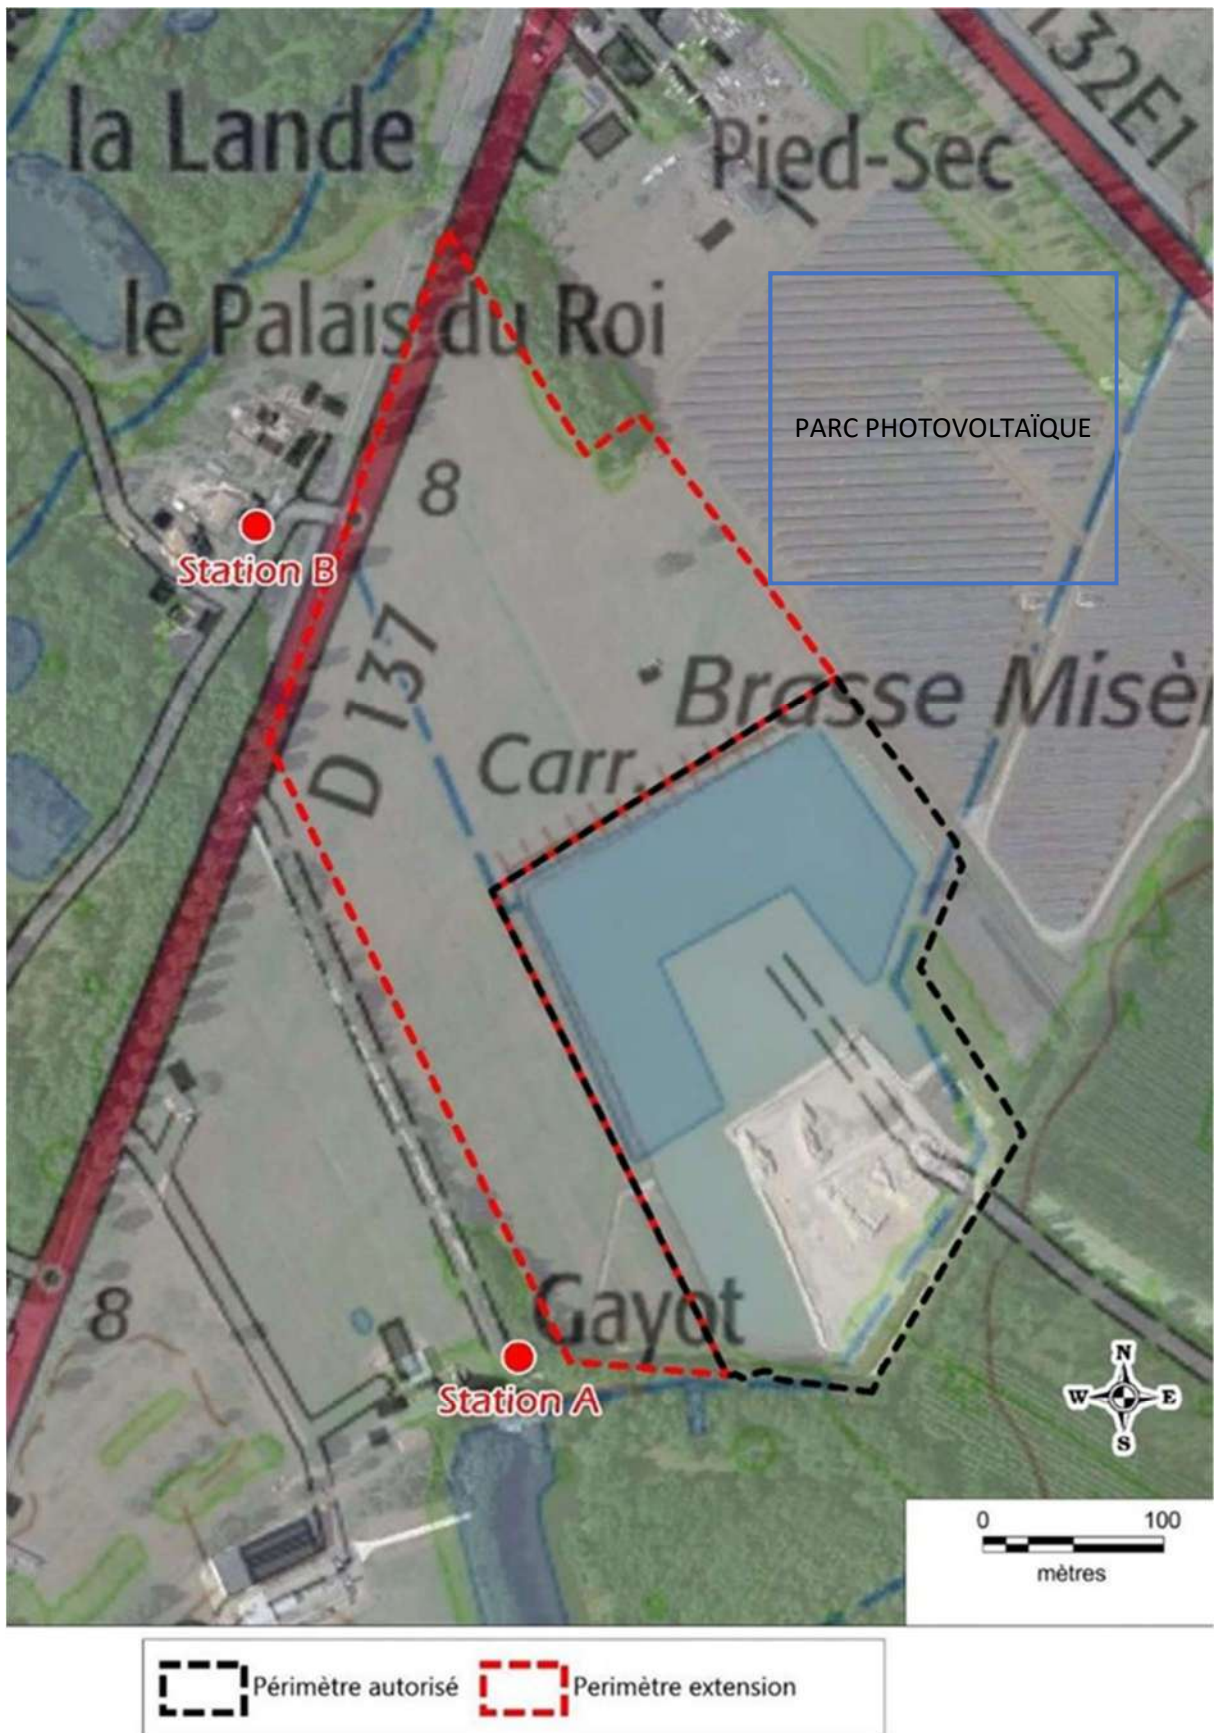 132E1
la Lande
Pied-Sec
le Palais du Roi
PARC PHOTOVOLTAÏQUE
8
Station B
D 137
Brasse Misè
Carr.
Gayot
8
Station A
N
W E
S
0 100
mètres
Périmètre autorisé
Perimètre extension